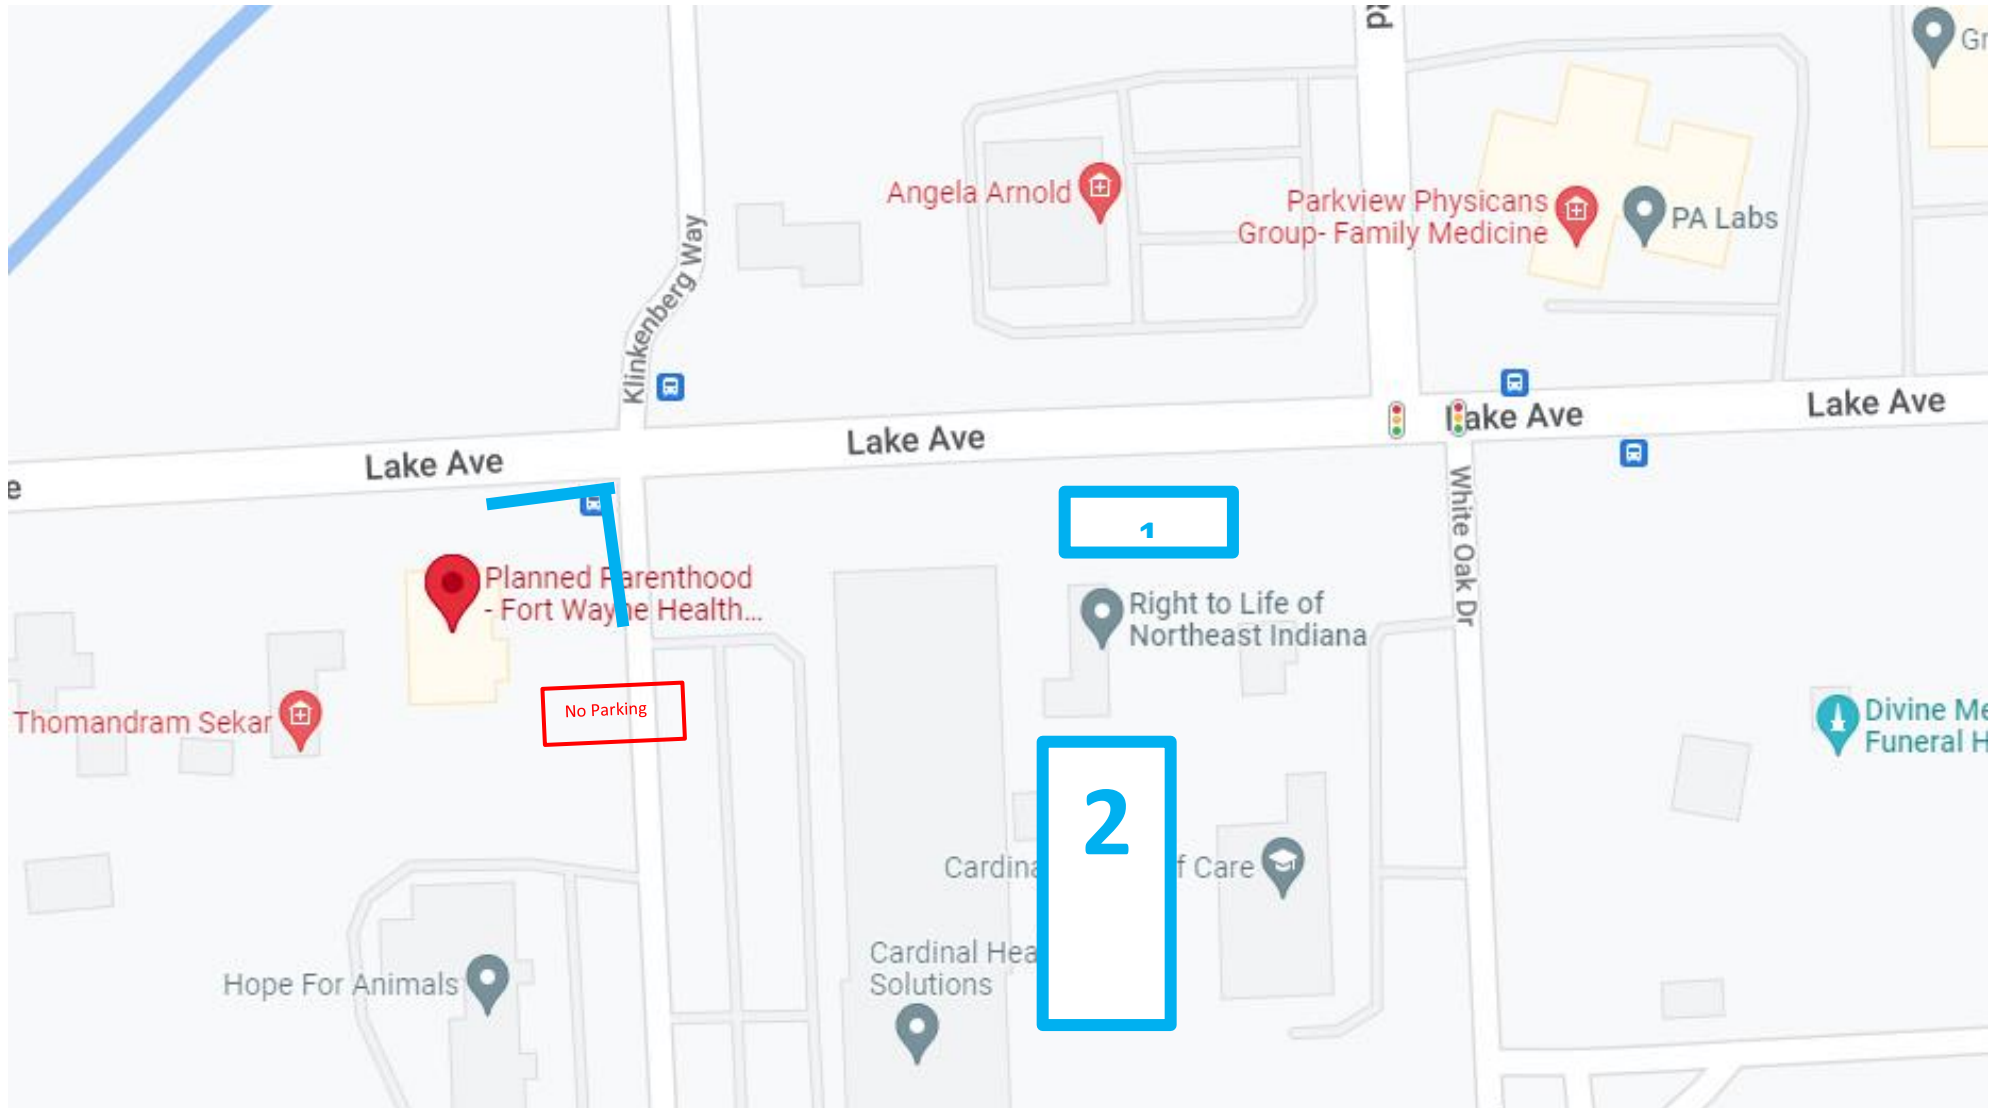 Gr
Angela Arnold
Parkview Physicans
Group- Family Medicine
PA Labs
Klinkenberg Way
Lake Ave
Lake Ave
Lake Ave
Lake Ave
e
White Oak Dr
1
Planned Parenthood
- Fort Wayne Health...
Right to Life of
Northeast Indiana
No Parking
Thomandram Sekar
Divine Me
Funeral H
2
Cardina
f Care
Cardinal Hea
Solutions
Hope For Animals